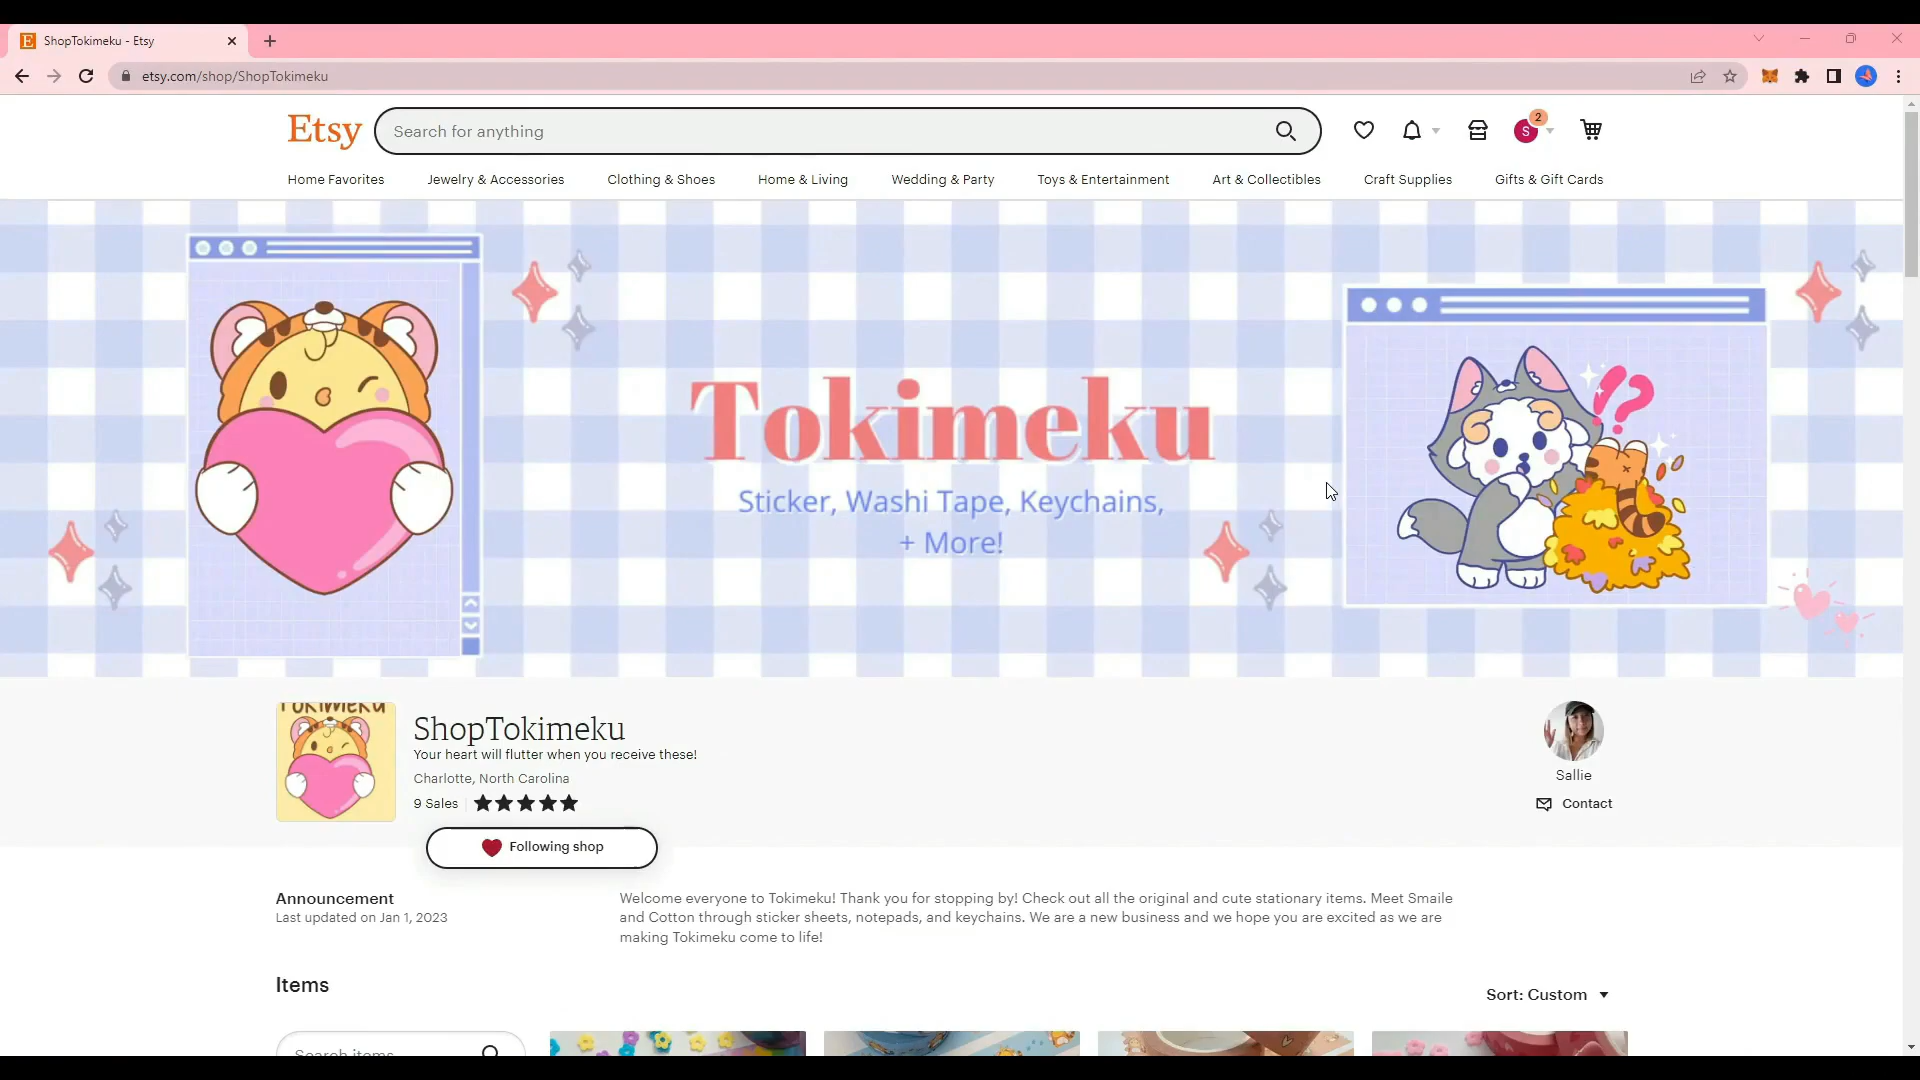 ShopTokimeku - Etsy
etsy.com/shop/ShopTokimeku
Etsy
Search for anything
2
S
Home Favorites
Jewelry & Accessories
Clothing & Shoes
Home & Living
Wedding & Party
Toys & Entertainment
Art & Collectibles
Craft Supplies
Gifts & Gift Cards
!?
Tokimeku
Sticker, Washi Tape, Keychains,
+ More!
TOKIMEKU
ShopTokimeku
Your heart will flutter when you receive these!
Charlotte, North Carolina
9 Sales
Following shop
Sallie
Contact
Announcement
Last updated on Jan 1, 2023
Welcome everyone to Tokimeku! Thank you for stopping by! Check out all the original and cute stationary items. Meet Smaile
and Cotton through sticker sheets, notepads, and keychains. We are a new business and we hope you are excited as we are
making Tokimeku come to life!
Items
Sort: Custom
Search items